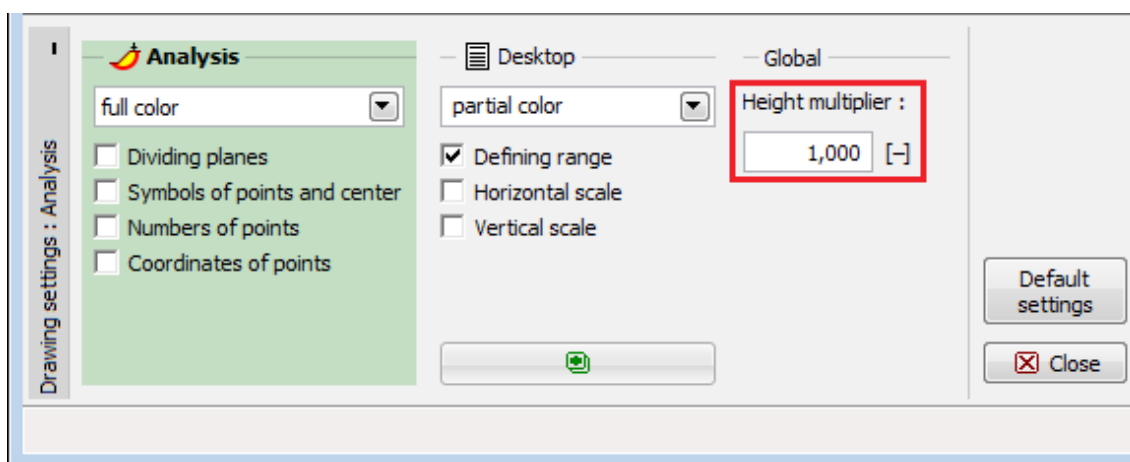 Drawing settings : Analysis
Analysis
full color
Dividing planes
Symbols of points and center
Numbers of points
Coordinates of points
Desktop
partial color
Defining range
Horizontal scale
Vertical scale
Global
Height multiplier :
1,000 [–]
Default
settings
Close